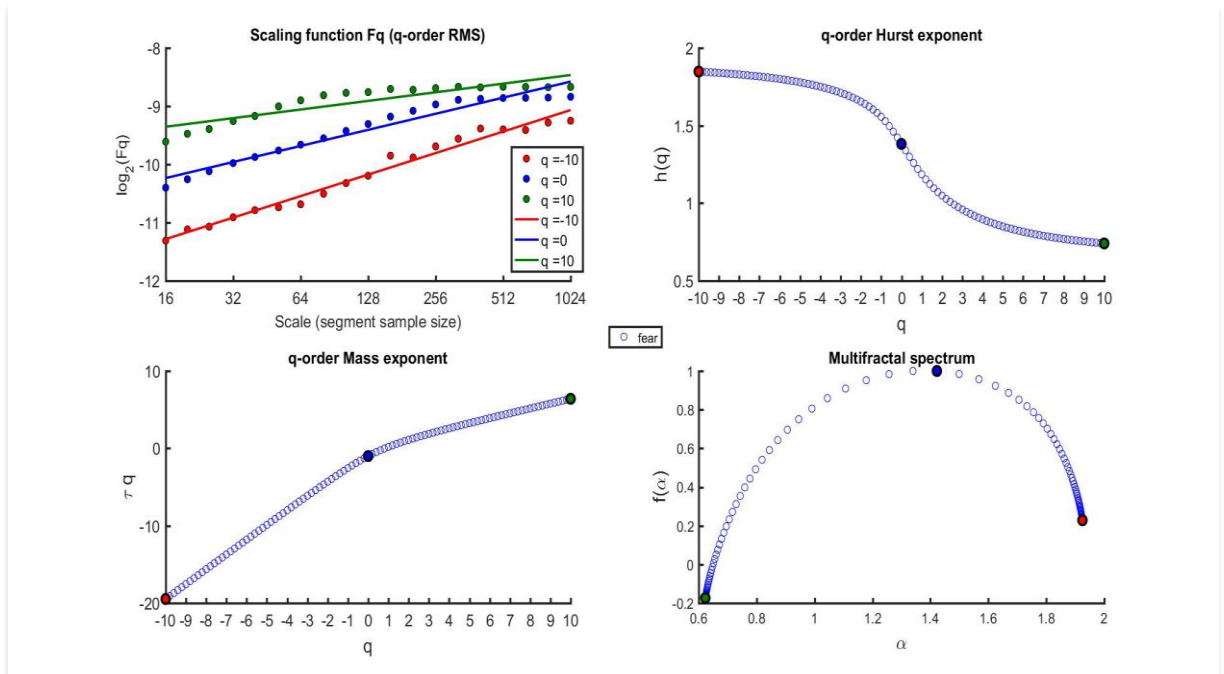 Scaling function Fq (q-order RMS)
-8
-9
-10
-11
-12
log2(Fq)
16 32 64 128 256 512 1024
Scale (segment sample size)
q =-10
q =0
q =10
q =-10
q =0
q =10
q-order Hurst exponent
2
1.5
1
0.5
h(q)
-10 -9 -8 -7 -6 -5 -4 -3 -2 -1 0 1 2 3 4 5 6 7 8 9 10
q
fear
q-order Mass exponent
10
0
-10
-20
τ q
-10 -9 -8 -7 -6 -5 -4 -3 -2 -1 0 1 2 3 4 5 6 7 8 9 10
q
Multifractal spectrum
1
0.8
0.6
0.4
0.2
0
-0.2
f(α)
0.6 0.8 1 1.2 1.4 1.6 1.8 2
α